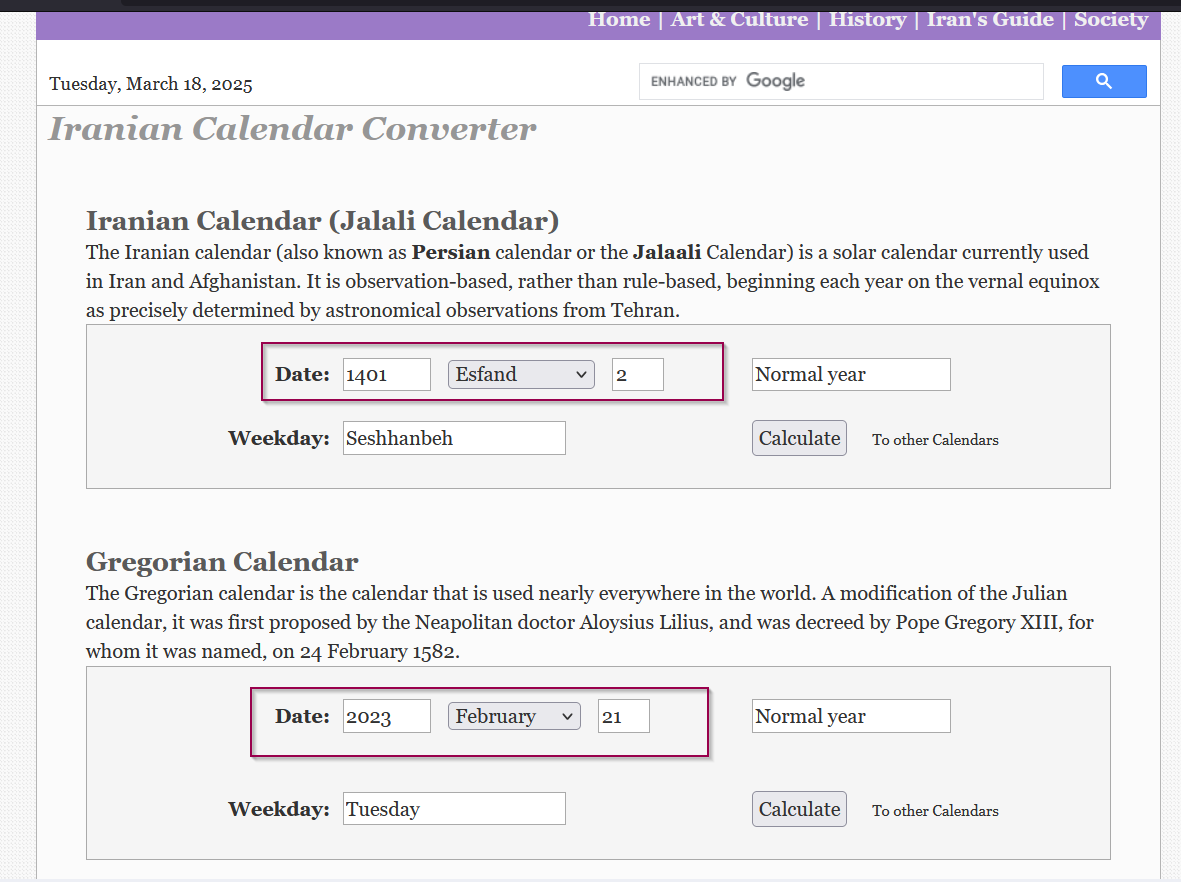 Home | Art & Culture | History | Iran's Guide | Society
Tuesday, March 18, 2025
ENHANCED BY Google
Iranian Calendar Converter
Iranian Calendar (Jalali Calendar)
The Iranian calendar (also known as Persian calendar or the Jalaali Calendar) is a solar calendar currently used
in Iran and Afghanistan. It is observation-based, rather than rule-based, beginning each year on the vernal equinox
as precisely determined by astronomical observations from Tehran.
Date: 1401 Esfand 2 Normal year
Weekday: Seshhanbeh Calculate To other Calendars
Gregorian Calendar
The Gregorian calendar is the calendar that is used nearly everywhere in the world. A modification of the Julian
calendar, it was first proposed by the Neapolitan doctor Aloysius Lilius, and was decreed by Pope Gregory XIII, for
whom it was named, on 24 February 1582.
Date: 2023 February 21 Normal year
Weekday: Tuesday Calculate To other Calendars